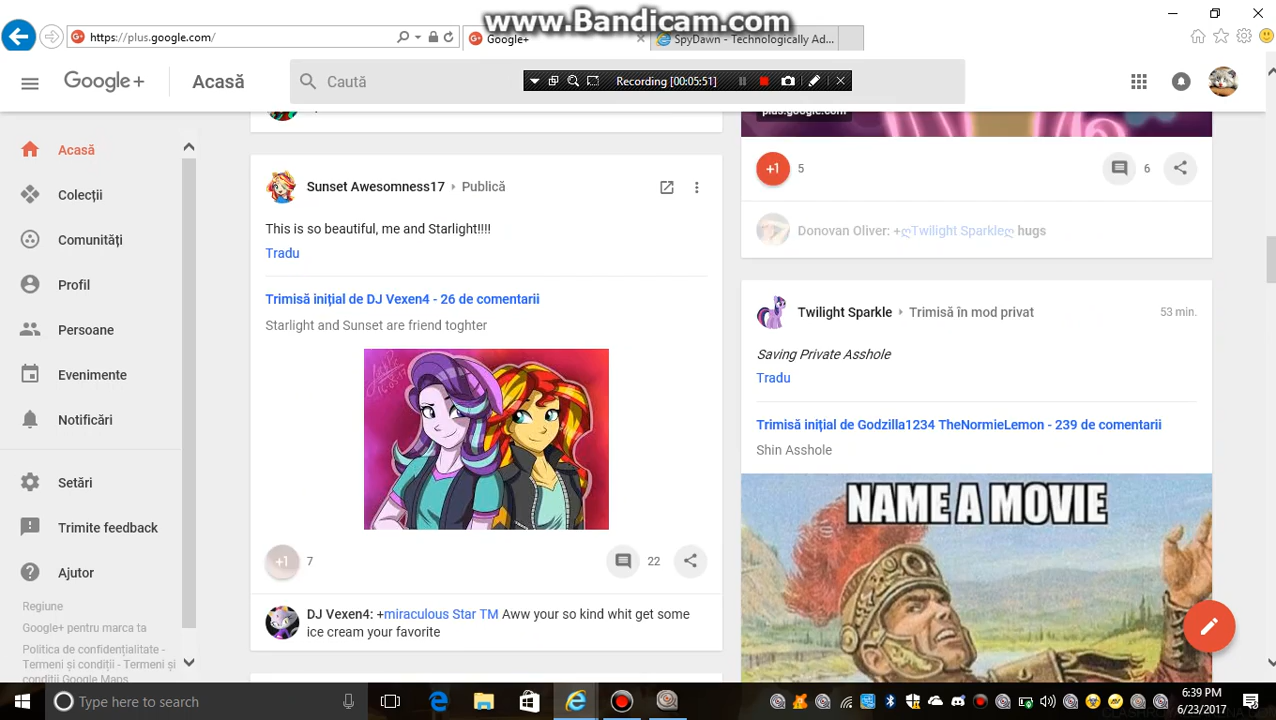 www.Bandicam.com
https://plus.google.com/
Google+
SpyDawn - Technologically Ad...
Google+
Acasă
Caută
Recording [00:05:51]
Acasă
Colecții
Comunități
Profil
Persoane
Evenimente
Notificări
Setări
Trimite feedback
Ajutor
Regiune
Google+ pentru marca ta
Politica de confidențialitate -
Termeni și condiții - Termeni și
condiții Google Maps
Sunset Awesomness17 Publică
This is so beautiful, me and Starlight!!!!
Tradu
Trimisă inițial de DJ Vexen4 - 26 de comentarii
Starlight and Sunset are friend toghter
+1 7
22
DJ Vexen4: +miraculous Star TM Aww your so kind whit get some
ice cream your favorite
plus.google.com
+1 5
6
Donovan Oliver: +ღTwilight Sparkleღ hugs
Twilight Sparkle Trimisă în mod privat
53 min.
Saving Private Asshole
Tradu
Trimisă inițial de Godzilla1234 TheNormieLemon - 239 de comentarii
Shin Asshole
NAME A MOVIE
Type here to search
6:39 PM
6/23/2017